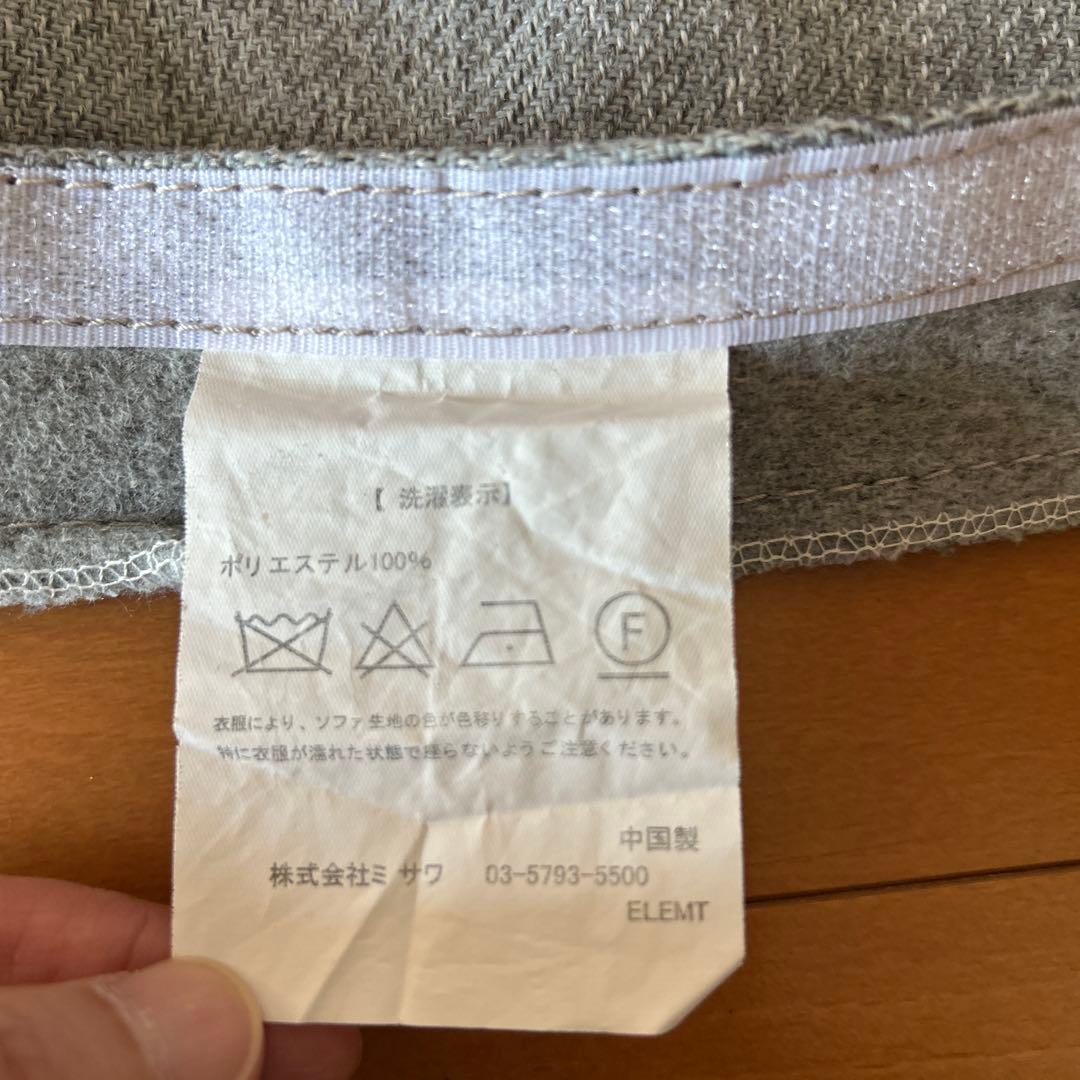 【 洗濯表示】
ポリエステル100%
F
衣服により、ソファ生地の色が色移りすることがあります。
特に衣服が濡れた状態で座らないようご注意ください。
中国製
株式会社ミサワ 03-5793-5500
ELEMT